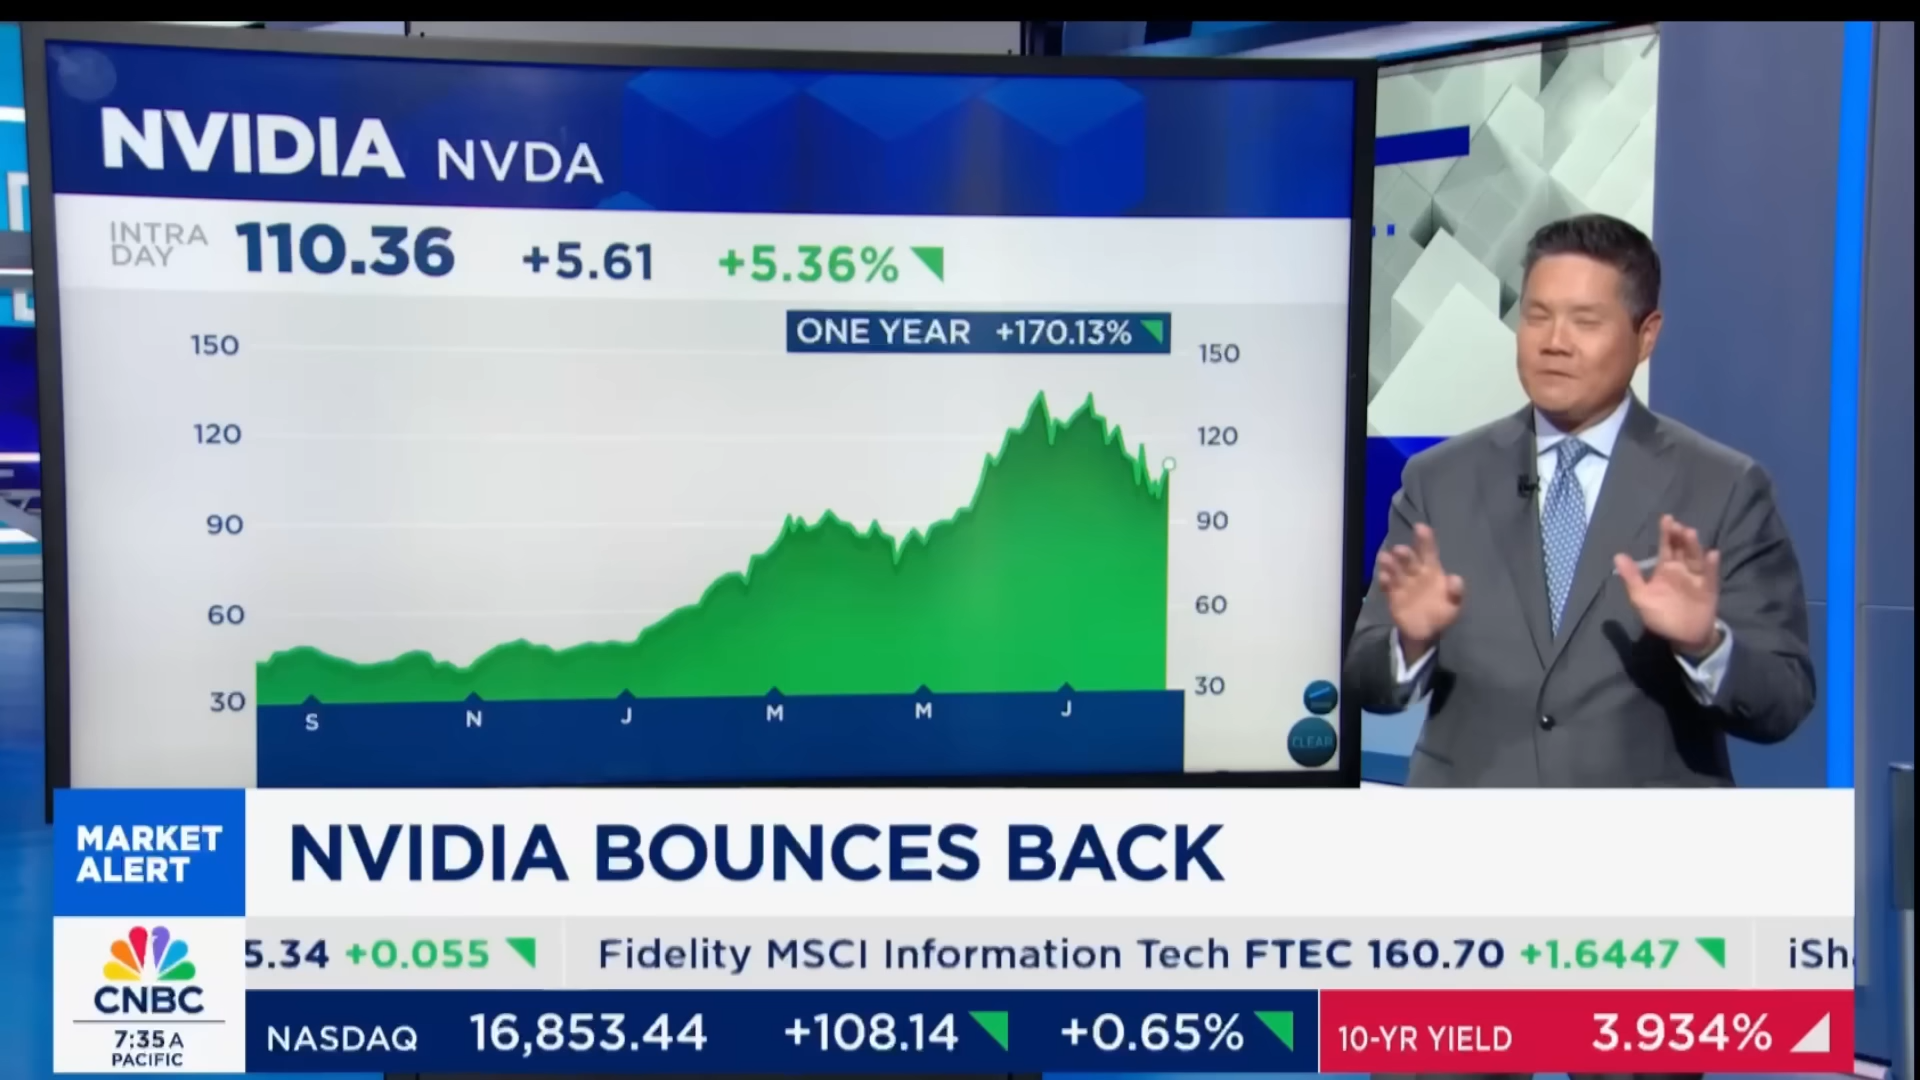 NVIDIA NVDA
INTRA DAY 110.36 +5.61 +5.36%
ONE YEAR +170.13%
150 150
120 120
90 90
60 60
30 30
S N J M M J
CLEAR
MARKET ALERT
NVIDIA BOUNCES BACK
5.34 +0.055 Fidelity MSCI Information Tech FTEC 160.70 +1.6447 iSh
CNBC
7:35 A
PACIFIC
NASDAQ 16,853.44 +108.14 +0.65% 10-YR YIELD 3.934%